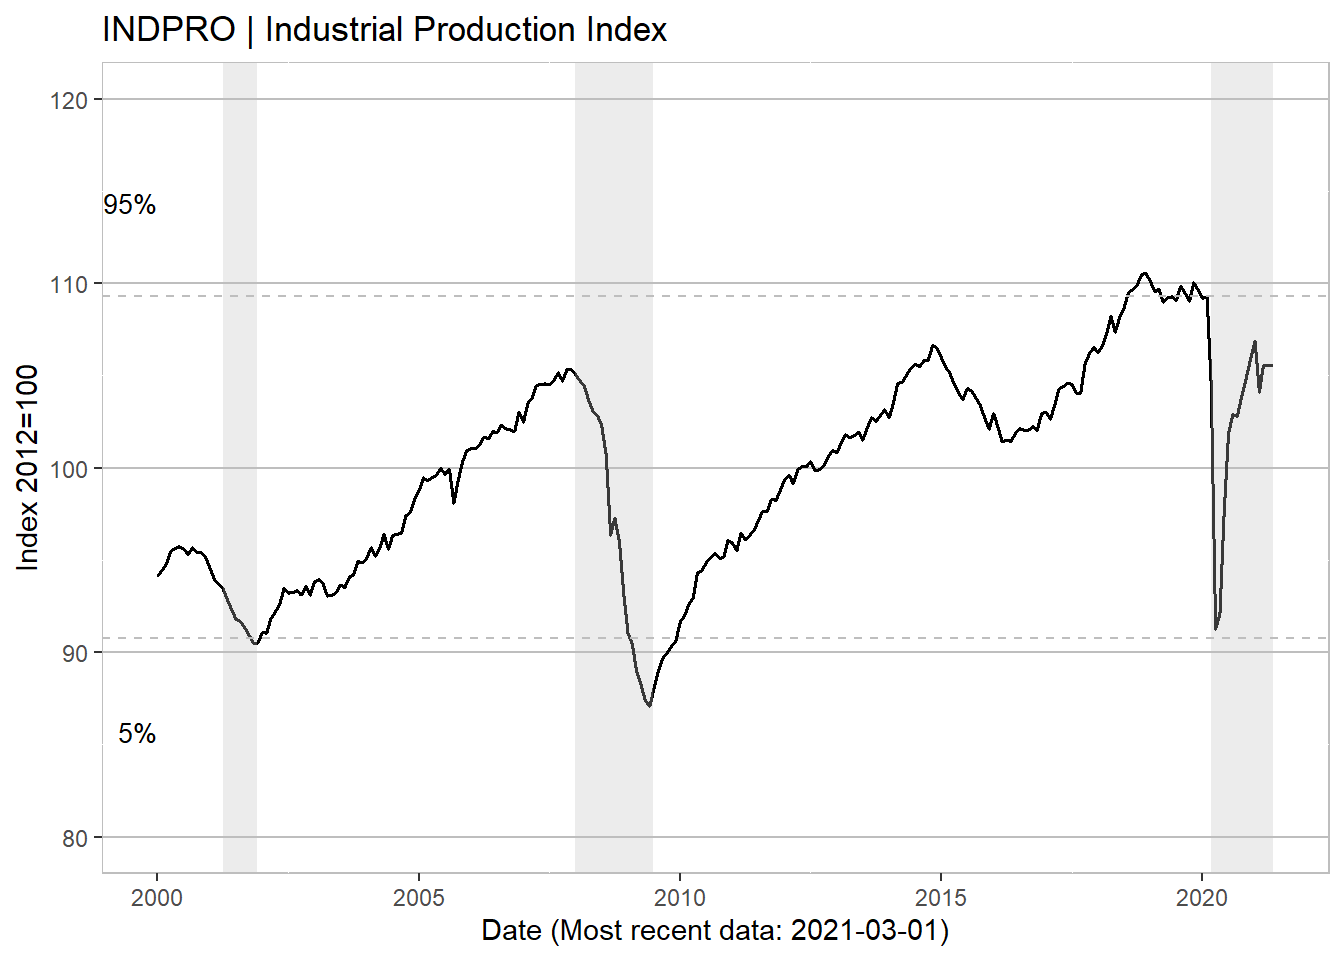 INDPRO | Industrial Production Index
120
95%
110
Index 2012=100
100
90
5%
80
2000 2005 2010 2015 2020
Date (Most recent data: 2021-03-01)